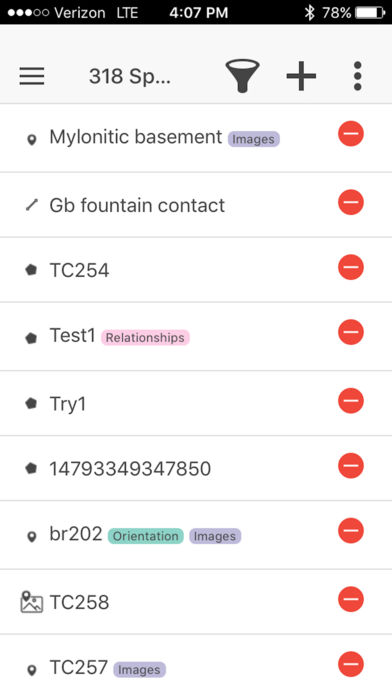 Verizon LTE 4:07 PM 78%
318 Sp...
Mylonitic basement Images
Gb fountain contact
TC254
Test1 Relationships
Try1
14793349347850
br202 Orientation Images
TC258
TC257 Images